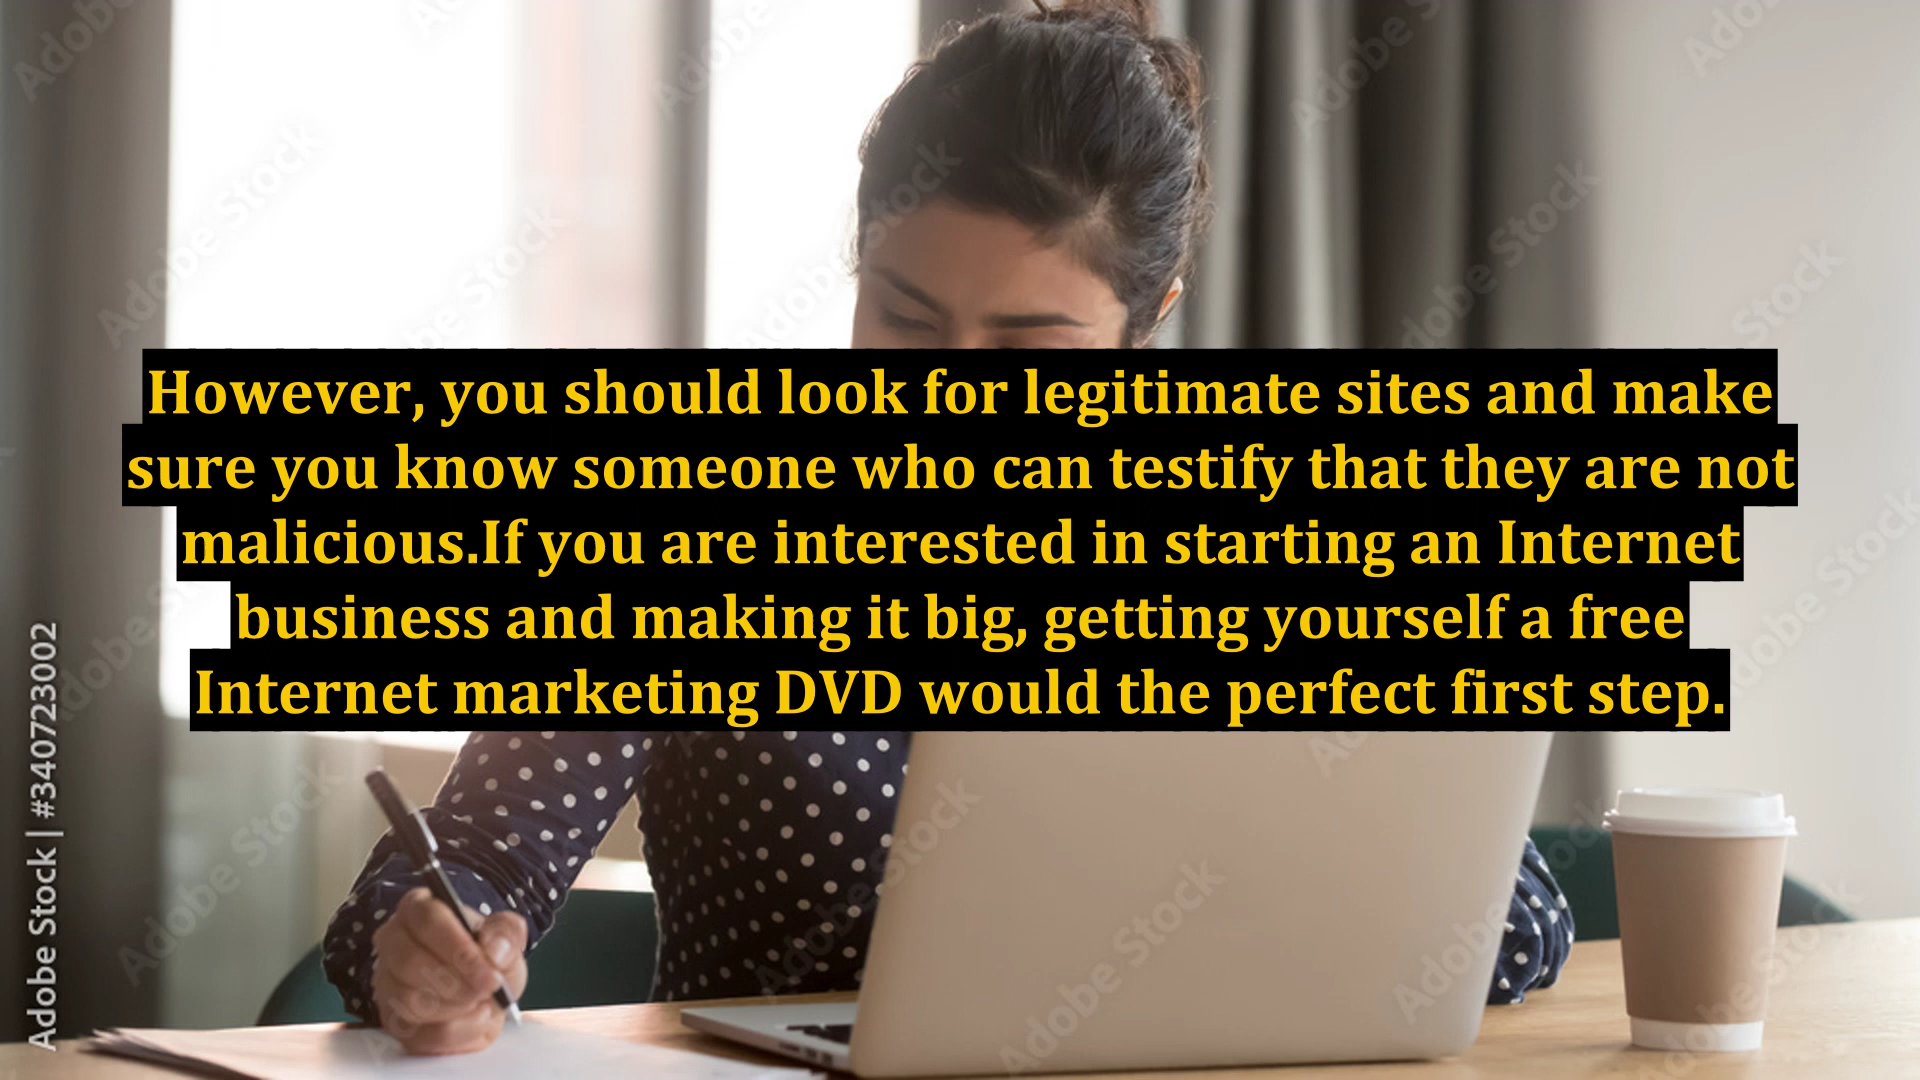 However, you should look for legitimate sites and make
sure you know someone who can testify that they are not
malicious.If you are interested in starting an Internet
business and making it big, getting yourself a free
Internet marketing DVD would the perfect first step.
Adobe Stock | #340723002
Adobe Stock